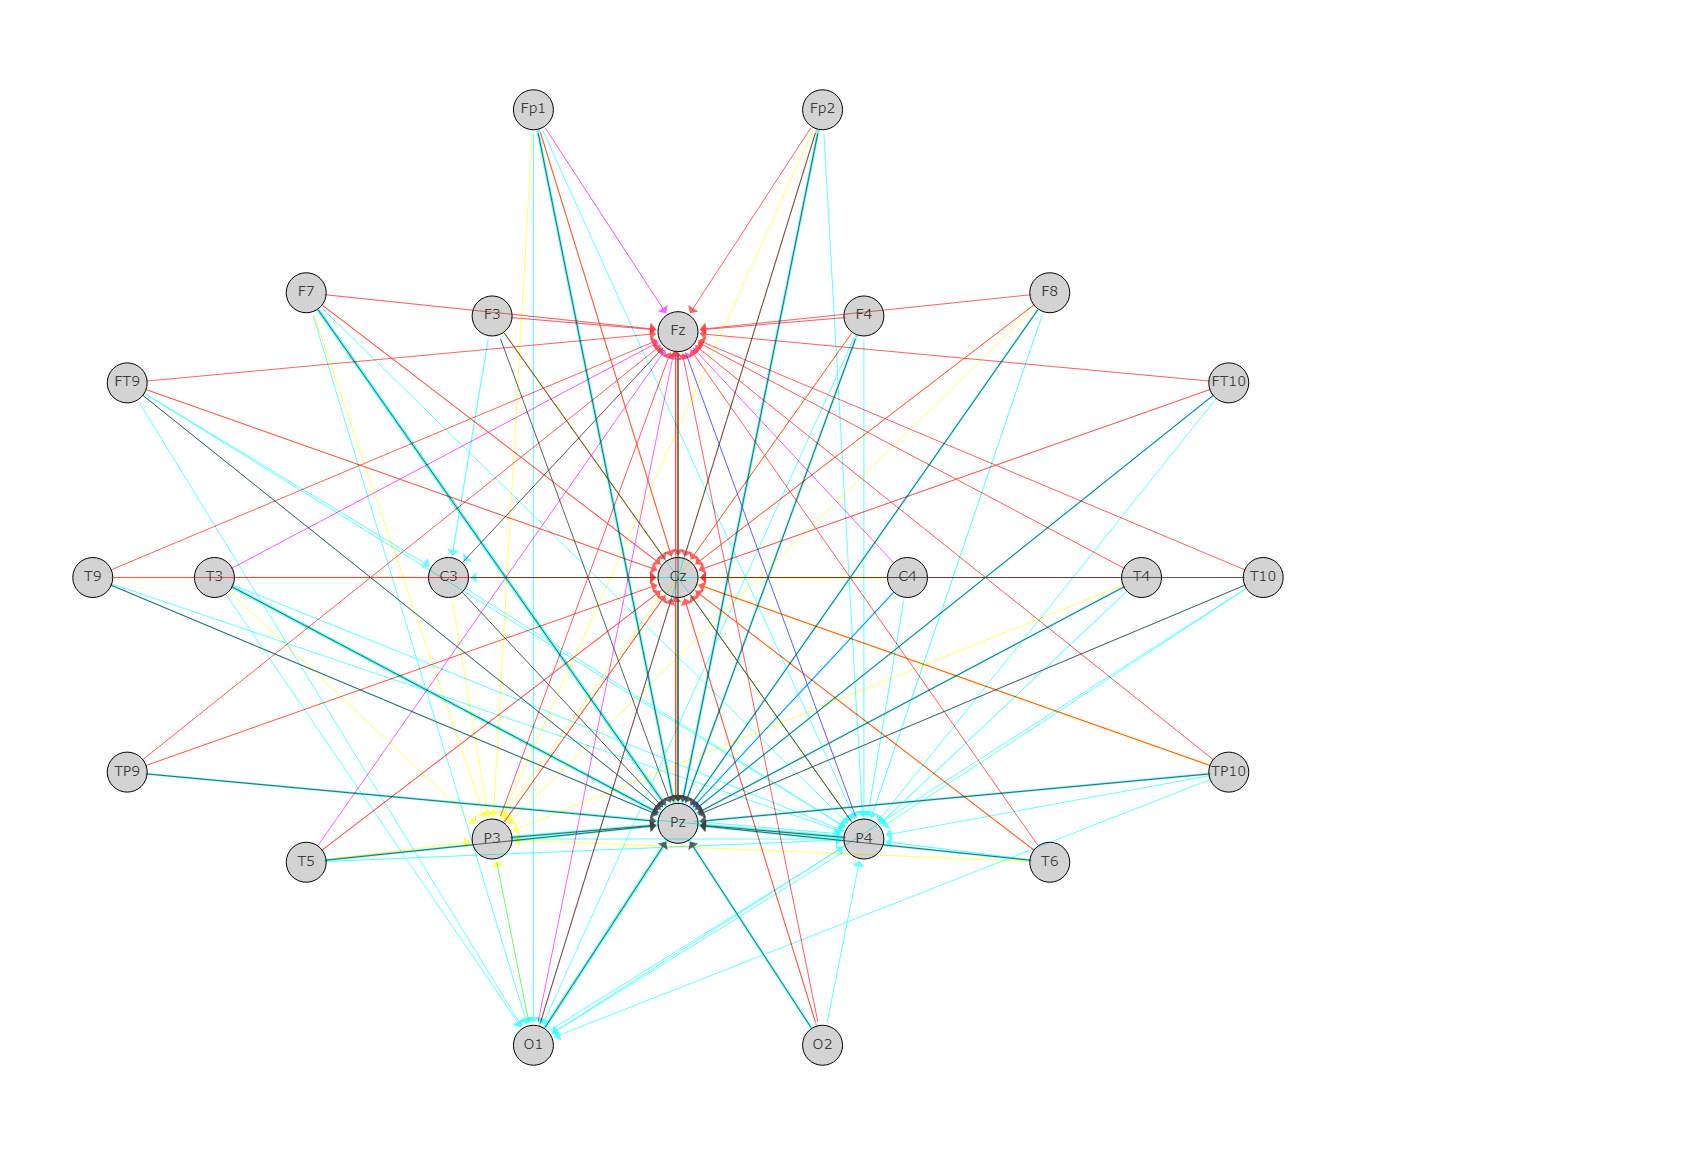 Fp1 Fp2
F7 F3 Fz F4 F8
FT9 FT10
T9 T3 C3 Cz C4 T4 T10
TP9 TP10
T5 P3 Pz P4 T6
O1 O2